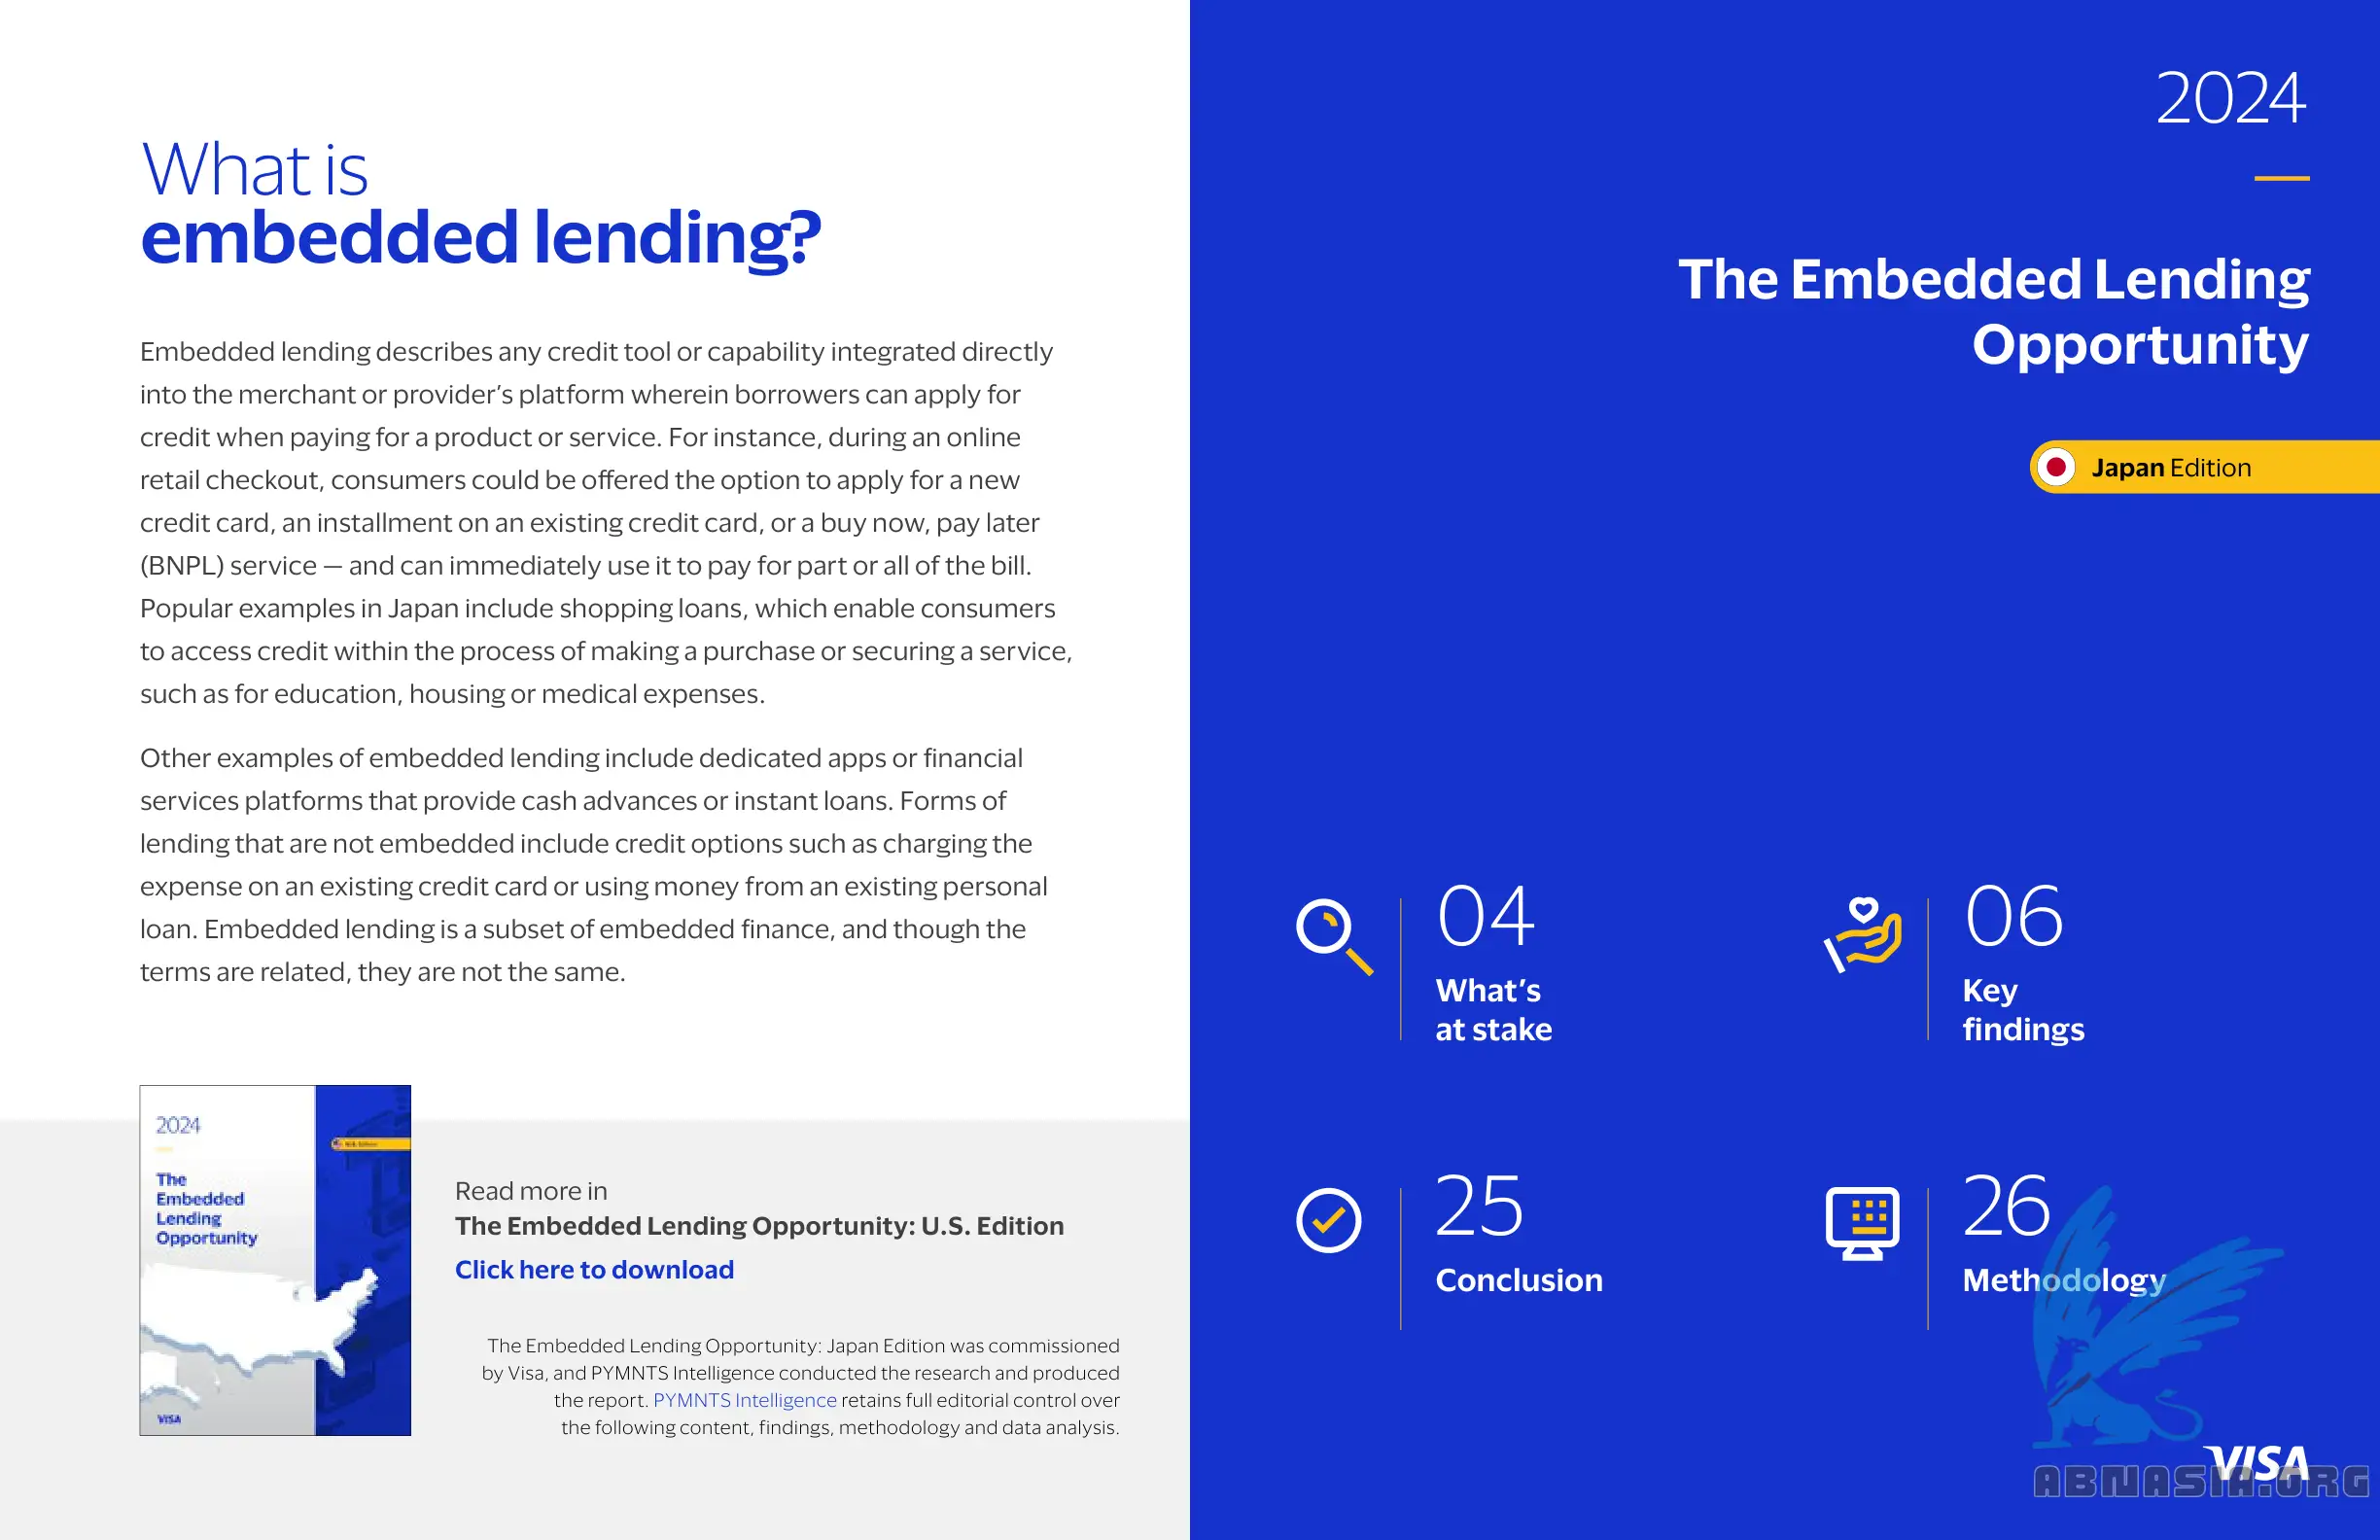 What is
embedded lending?
Embedded lending describes any credit tool or capability integrated directly
into the merchant or provider’s platform wherein borrowers can apply for
credit when paying for a product or service. For instance, during an online
retail checkout, consumers could be offered the option to apply for a new
credit card, an installment on an existing credit card, or a buy now, pay later
(BNPL) service — and can immediately use it to pay for part or all of the bill.
Popular examples in Japan include shopping loans, which enable consumers
to access credit within the process of making a purchase or securing a service,
such as for education, housing or medical expenses.
Other examples of embedded lending include dedicated apps or financial
services platforms that provide cash advances or instant loans. Forms of
lending that are not embedded include credit options such as charging the
expense on an existing credit card or using money from an existing personal
loan. Embedded lending is a subset of embedded finance, and though the
terms are related, they are not the same.
2024
The
Embedded
Lending
Opportunity
VISA
Read more in
The Embedded Lending Opportunity: U.S. Edition
Click here to download
The Embedded Lending Opportunity: Japan Edition was commissioned
by Visa, and PYMNTS Intelligence conducted the research and produced
the report. PYMNTS Intelligence retains full editorial control over
the following content, findings, methodology and data analysis.
2024
The Embedded Lending
Opportunity
Japan Edition
04
What’s
at stake
06
Key
findings
25
Conclusion
26
Methodology
VISA
ABNASIA.ORG